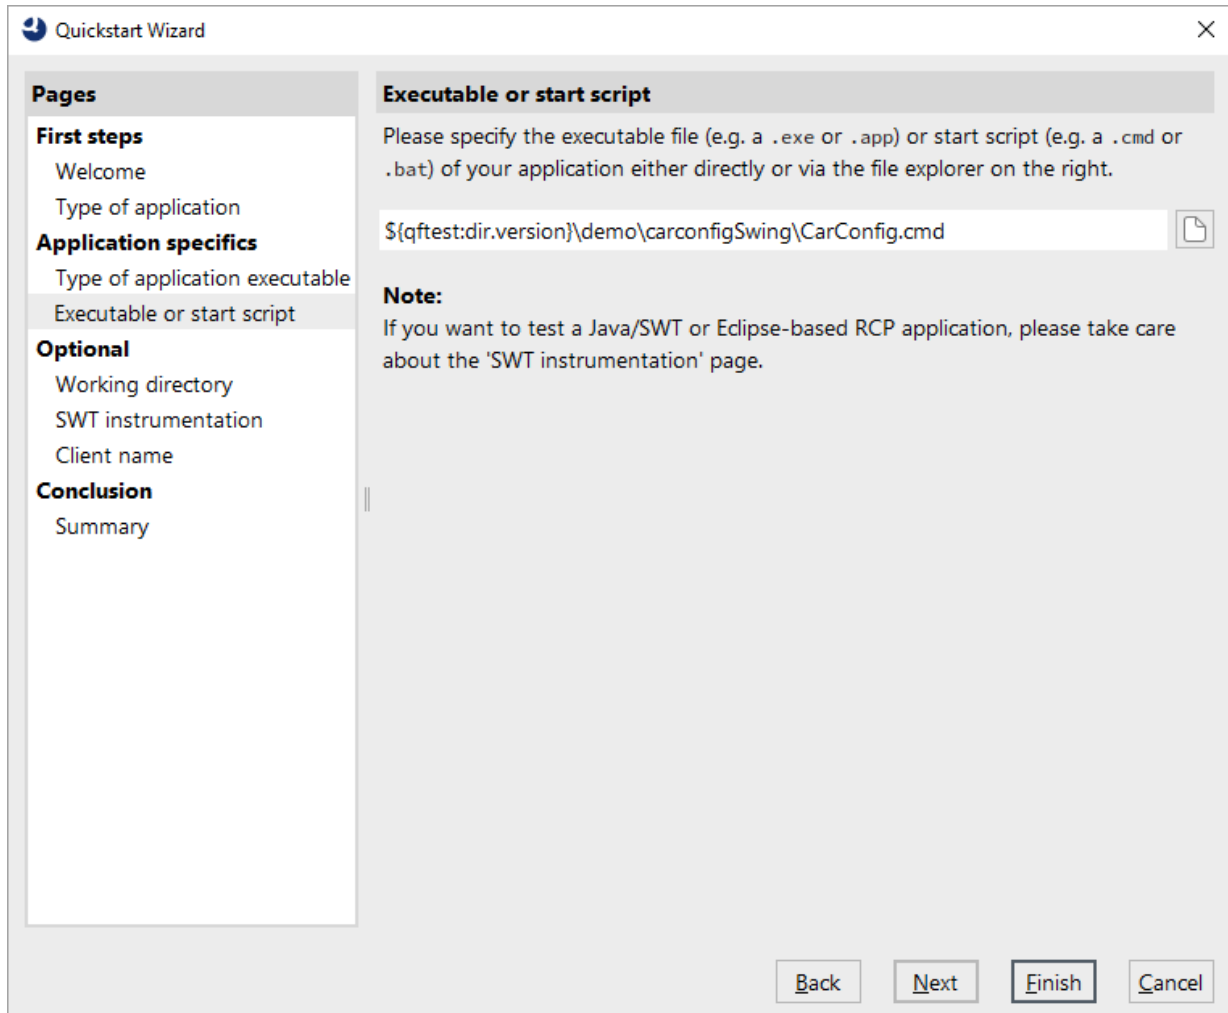 Quickstart Wizard
Pages
First steps
Welcome
Type of application
Application specifics
Type of application executable
Executable or start script
Optional
Working directory
SWT instrumentation
Client name
Conclusion
Summary
Executable or start script
Please specify the executable file (e.g. a .exe or .app) or start script (e.g. a .cmd or
.bat) of your application either directly or via the file explorer on the right.
${qftest:dir.version}\demo\carconfigSwing\CarConfig.cmd
Note:
If you want to test a Java/SWT or Eclipse-based RCP application, please take care
about the 'SWT instrumentation' page.
Back
Next
Finish
Cancel